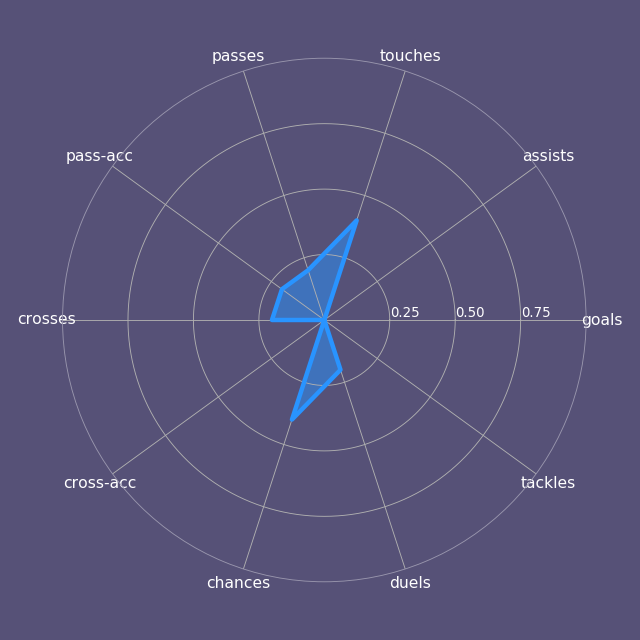 passes
touches
pass-acc
assists
0.25
0.50
0.75
crosses
goals
cross-acc
tackles
chances
duels